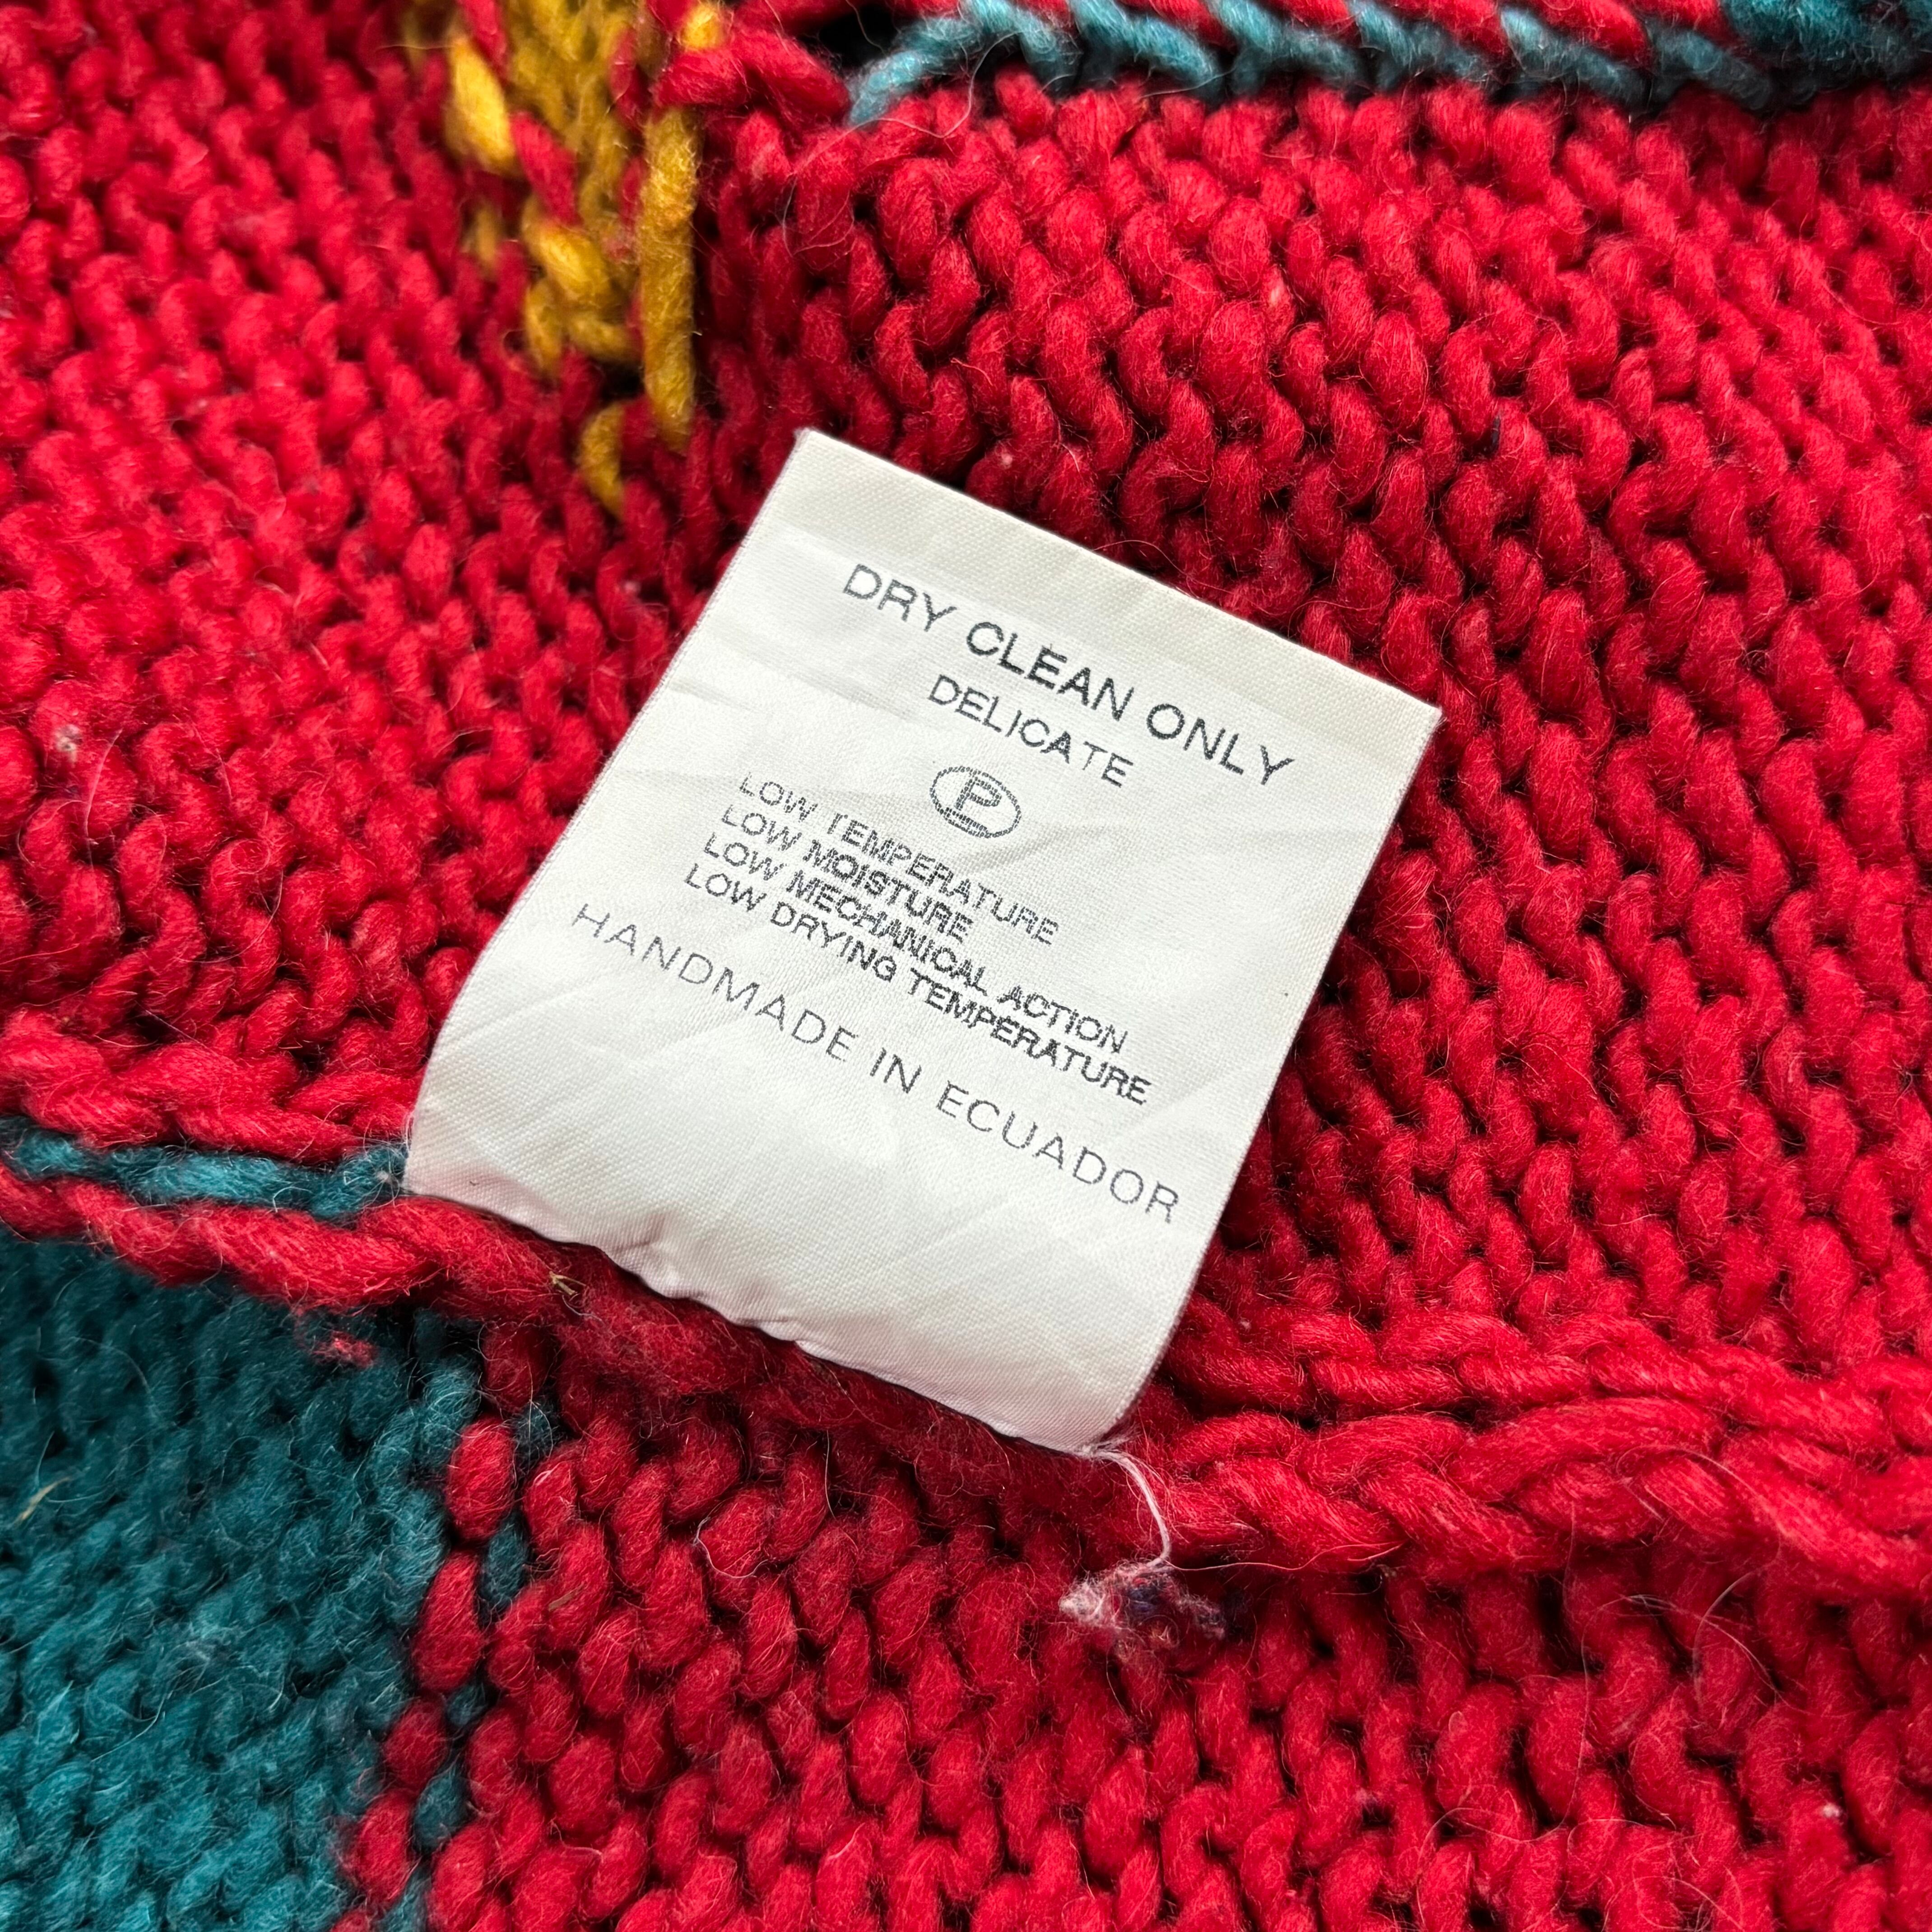 DRY CLEAN ONLY
DELICATE
P
LOW TEMPERATURE
LOW MOISTURE
LOW MECHANICAL ACTION
LOW DRYING TEMPERATURE
HANDMADE IN ECUADOR